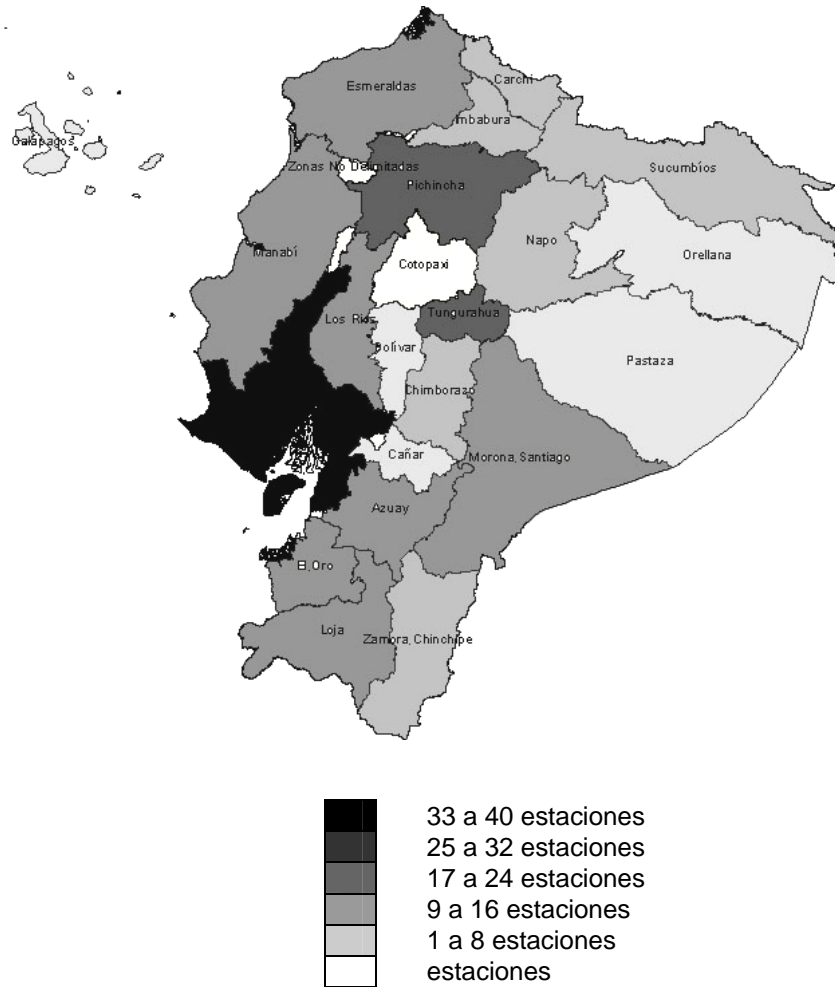 Carchi
Esmeraldas
Imbabura
Galápagos
Zonas No Delimitadas
Sucumbíos
Pichincha
Napo
Manabí
Orellana
Cotopaxi
Los Ríos
Tungurahua
Bolívar
Pastaza
Chimborazo
Cañar
Morona, Santiago
Azuay
El, Oro
Loja
Zamora, Chinchipe
33 a 40 estaciones
25 a 32 estaciones
17 a 24 estaciones
9 a 16 estaciones
1 a 8 estaciones
estaciones